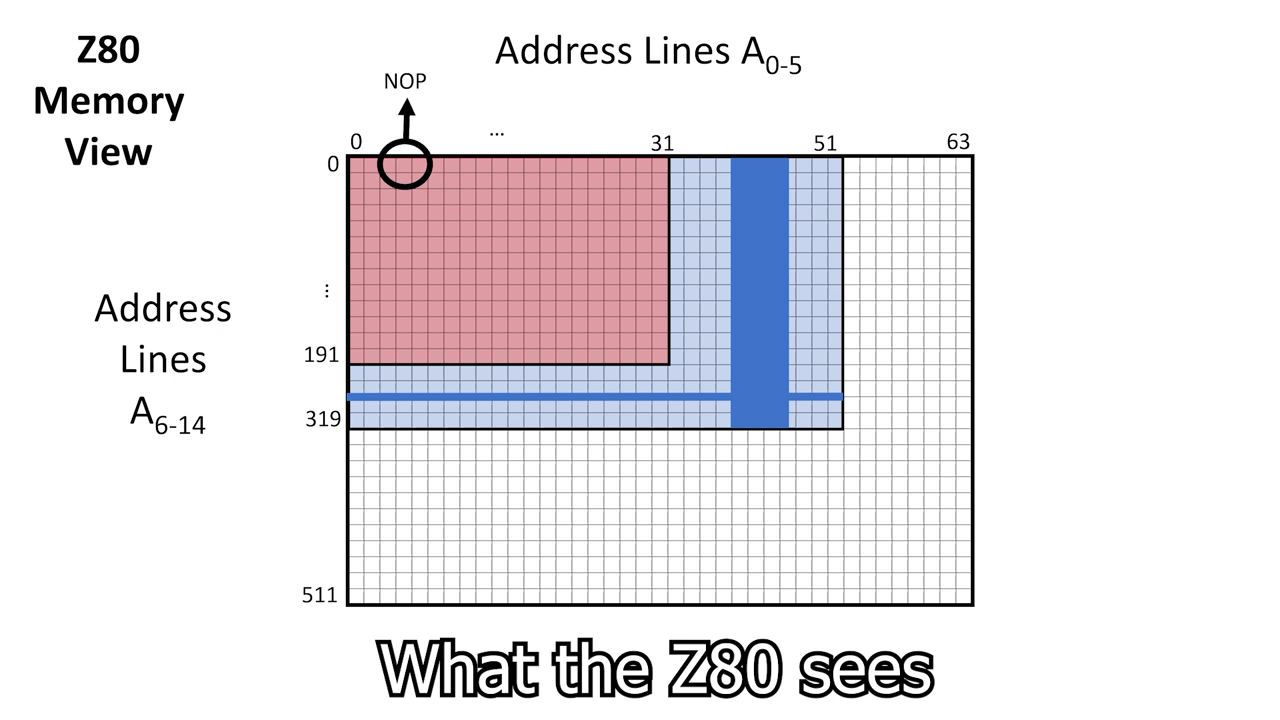 Z80
Memory
View
Address Lines A0-5
NOP
0 ... 31 51 63
0
⋮
191
319
511
Address
Lines
A6-14
What the Z80 sees